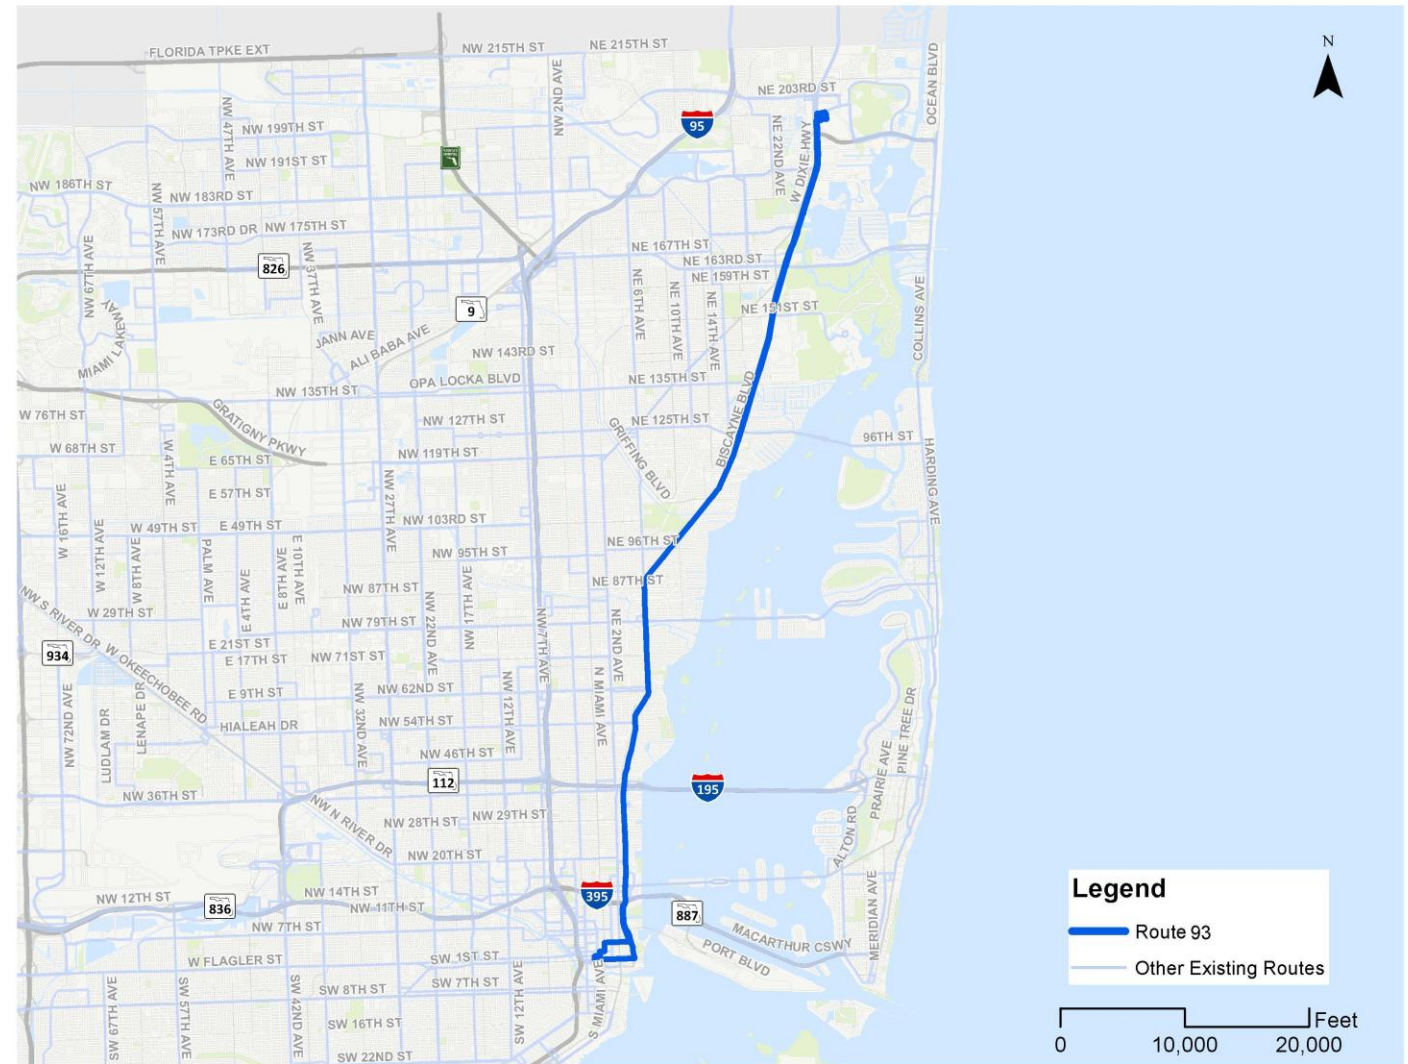 FLORIDA TPKE EXT
NW 215TH ST
NE 215TH ST
NW 2ND AVE
NE 203RD ST
OCEAN BLVD
N
NW 47TH AVE
NW 199TH ST
95
NE 22ND AVE
W DIXIE HWY
NW 191ST ST
NW 186TH ST
NW 57TH AVE
NW 183RD ST
NW 173RD DR
NW 175TH ST
NW 67TH AVE
826
NW 37TH AVE
NE 167TH ST
NE 163RD ST
NE 159TH ST
NE 6TH AVE
NE 10TH AVE
NE 14TH AVE
NE 151ST ST
COLLINS AVE
9
MIAMI LAKEWAY
JANN AVE
ALI BABA AVE
NW 143RD ST
OPA LOCKA BLVD
NE 135TH ST
NW 135TH ST
BISCAYNE BLVD
W 76TH ST
GRATIGNY PKWY
NW 127TH ST
GRIFFING BLVD
NE 125TH ST
96TH ST
HARDING AVE
W 68TH ST
W 4TH AVE
E 65TH ST
NW 119TH ST
E 57TH ST
NW 27TH AVE
W 16TH AVE
W 12TH AVE
W 49TH ST
W 8TH AVE
E 49TH ST
NW 103RD ST
PALM AVE
E 4TH AVE
E 8TH AVE
E 10TH AVE
NW 95TH ST
NE 96TH ST
NW 17TH AVE
NW 87TH ST
NE 87TH ST
NW S RIVER DR
W 29TH ST
NW 22ND AVE
NW 79TH ST
NW 7TH AVE
NE 2ND AVE
934
W OKEECHOBEE RD
E 21ST ST
E 17TH ST
NW 71ST ST
N MIAMI AVE
NW 72ND AVE
LUDLAM DR
LENAPE DR
E 9TH ST
NW 32ND AVE
NW 62ND ST
NW 12TH AVE
HIALEAH DR
NW 54TH ST
NW 46TH ST
PINE TREE DR
PRAIRIE AVE
112
195
NW 36TH ST
NW N RIVER DR
NW 28TH ST
NW 29TH ST
NW 20TH ST
ALTON RD
NW 12TH ST
836
NW 14TH ST
NW 11TH ST
395
887
MERIDIAN AVE
NW 7TH ST
MACARTHUR CSWY
PORT BLVD
W FLAGLER ST
SW 1ST ST
SW 67TH AVE
SW 57TH AVE
SW 42ND AVE
SW 8TH ST
SW 7TH ST
SW 12TH AVE
S MIAMI AVE
SW 16TH ST
SW 22ND ST
Legend
Route 93
Other Existing Routes
Feet
0 10,000 20,000